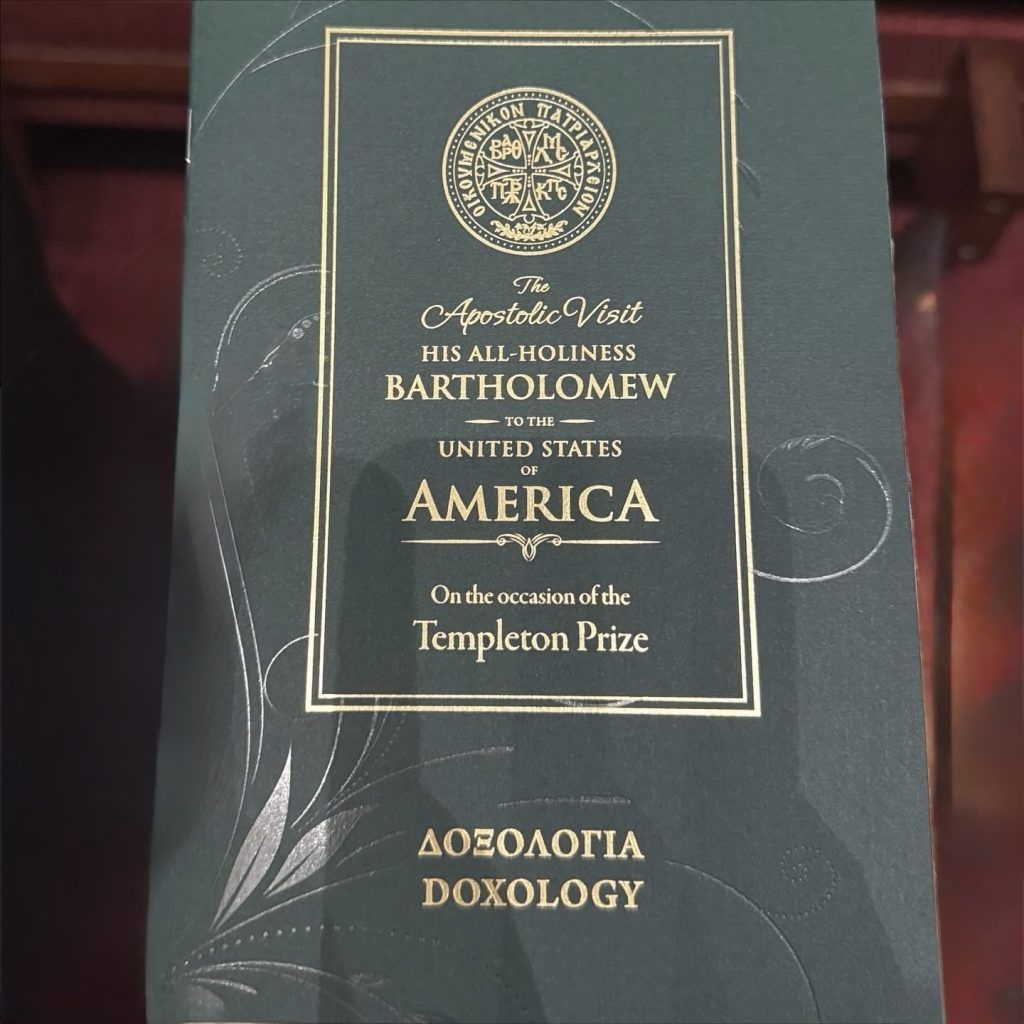 ΟΙΚΟΥΜΕΝΙΚΟΝ ΠΑΤΡΙΑΡΧΕΙΟΝ
The
Apostolic Visit
HIS ALL-HOLINESS
BARTHOLOMEW
TO THE
UNITED STATES
OF
AMERICA
On the occasion of the
Templeton Prize
ΔΟΞΟΛΟΓΙΑ
DOXOLOGY